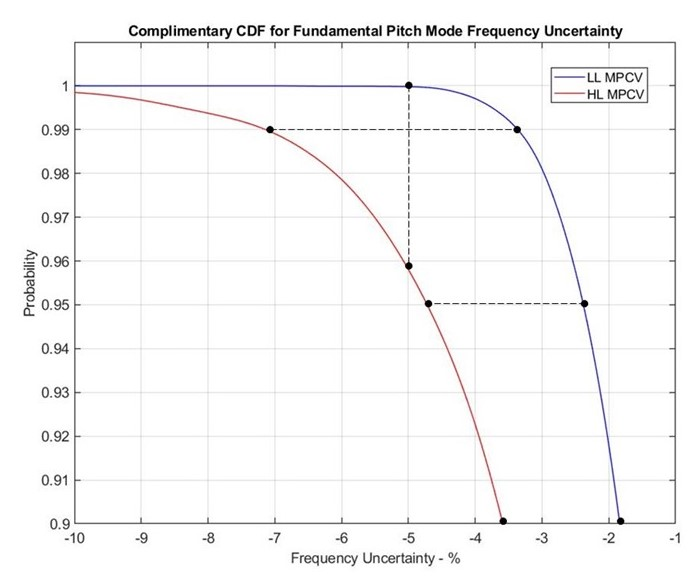 Complimentary CDF for Fundamental Pitch Mode Frequency Uncertainty
LL MPCV
HL MPCV
1
0.99
0.98
0.97
0.96
0.95
0.94
0.93
0.92
0.91
0.9
Probability
-10 -9 -8 -7 -6 -5 -4 -3 -2 -1
Frequency Uncertainty - %